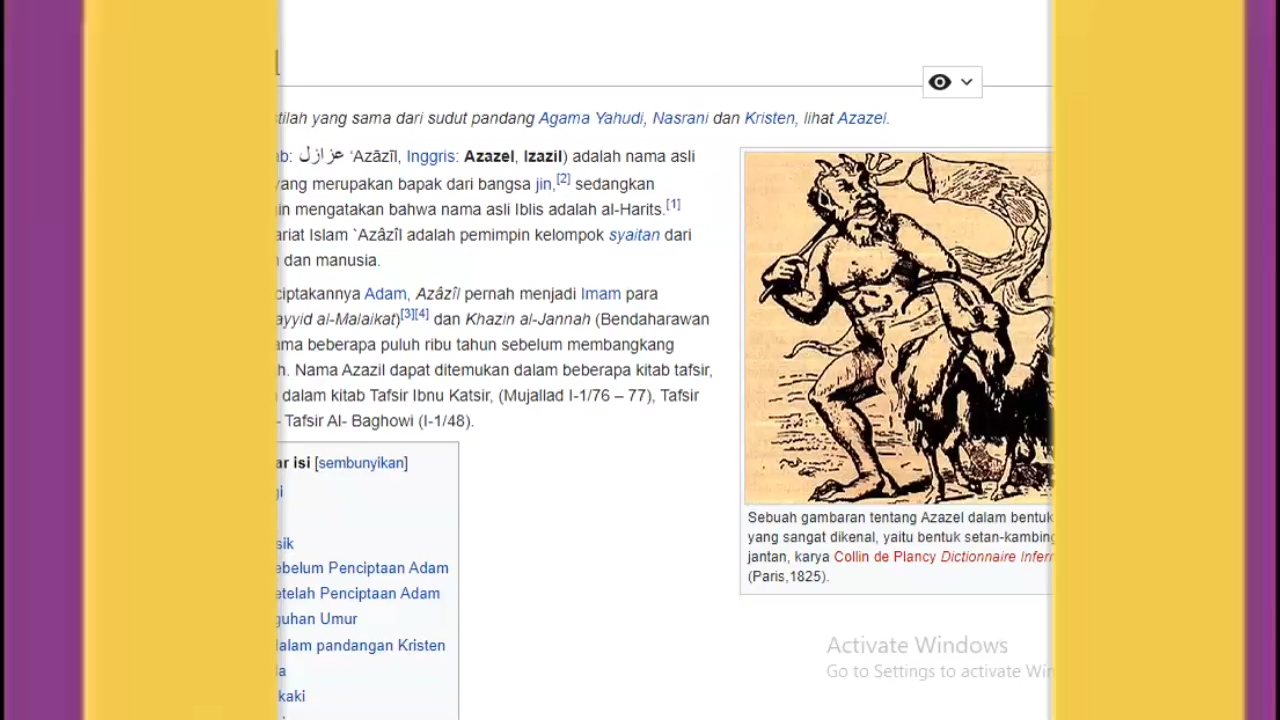 stilah yang sama dari sudut pandang Agama Yahudi, Nasrani dan Kristen, lihat Azazel.
ab: عزازل 'Azāzīl, Inggris: Azazel, Izazil) adalah nama asli
yang merupakan bapak dari bangsa jin,[2] sedangkan
in mengatakan bahwa nama asli Iblis adalah al-Harits.[1]
ariat Islam `Azâzîl adalah pemimpin kelompok syaitan dari
dan manusia.
ciptakannya Adam, Azâzîl pernah menjadi Imam para
ayyid al-Malaikat)[3][4] dan Khazin al-Jannah (Bendaharawan
ama beberapa puluh ribu tahun sebelum membangkang
h. Nama Azazil dapat ditemukan dalam beberapa kitab tafsir,
dalam kitab Tafsir Ibnu Katsir, (Mujallad I-1/76 – 77), Tafsir
- Tafsir Al- Baghowi (I-1/48).
ar isi [sembunyikan]
gi
sik
ebelum Penciptaan Adam
etelah Penciptaan Adam
guhan Umur
dalam pandangan Kristen
la
kaki
Sebuah gambaran tentang Azazel dalam bentuk
yang sangat dikenal, yaitu bentuk setan-kambing
jantan, karya Collin de Plancy Dictionnaire Infern
(Paris,1825).
Activate Windows
Go to Settings to activate Win